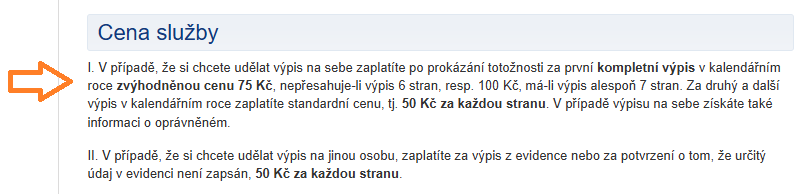 Cena služby
I. V případě, že si chcete udělat výpis na sebe zaplatíte po prokázání totožnosti za první kompletní výpis v kalendářním
roce zvýhodněnou cenu 75 Kč, nepřesahuje-li výpis 6 stran, resp. 100 Kč, má-li výpis alespoň 7 stran. Za druhý a další
výpis v kalendářním roce zaplatíte standardní cenu, tj. 50 Kč za každou stranu. V případě výpisu na sebe získáte také
informaci o oprávněném.
II. V případě, že si chcete udělat výpis na jinou osobu, zaplatíte za výpis z evidence nebo za potvrzení o tom, že určitý
údaj v evidenci není zapsán, 50 Kč za každou stranu.